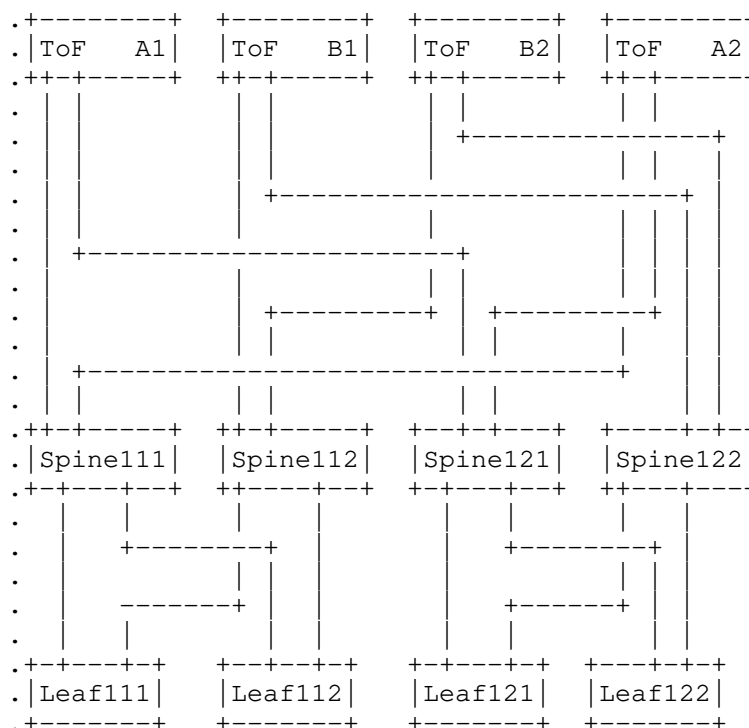 ToF A1 ToF B1 ToF B2 ToF A2
Spine111 Spine112 Spine121 Spine122
Leaf111 Leaf112 Leaf121 Leaf122